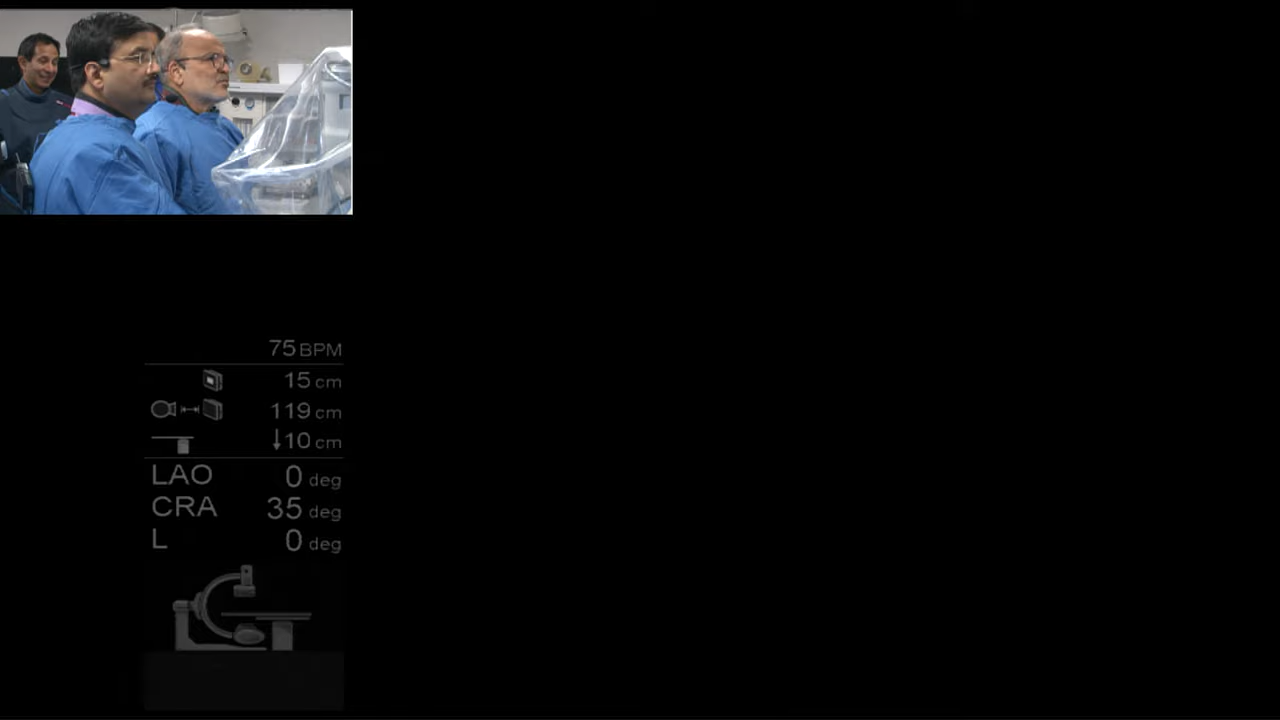 75 BPM
15 cm
119 cm
↓10 cm
LAO 0 deg
CRA 35 deg
L 0 deg